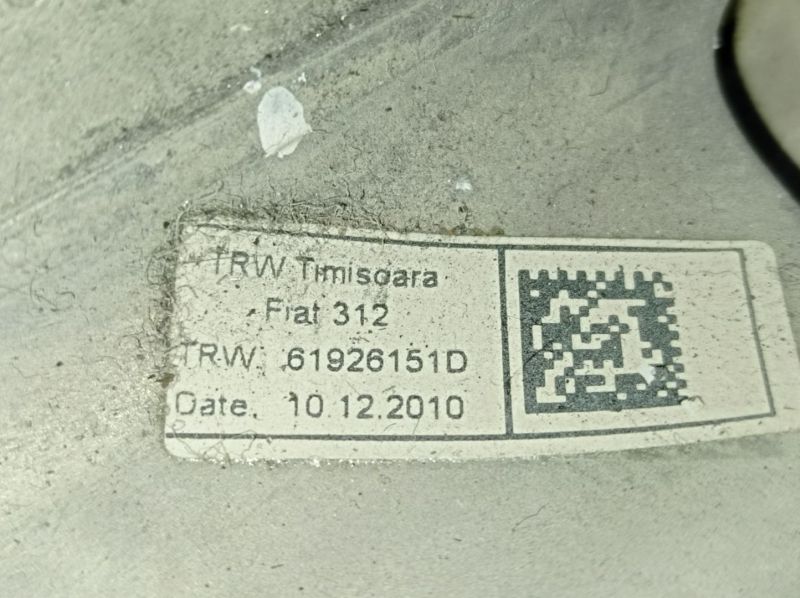 TRW Timisoara
Fiat 312
TRW 61926151D
Date. 10.12.2010